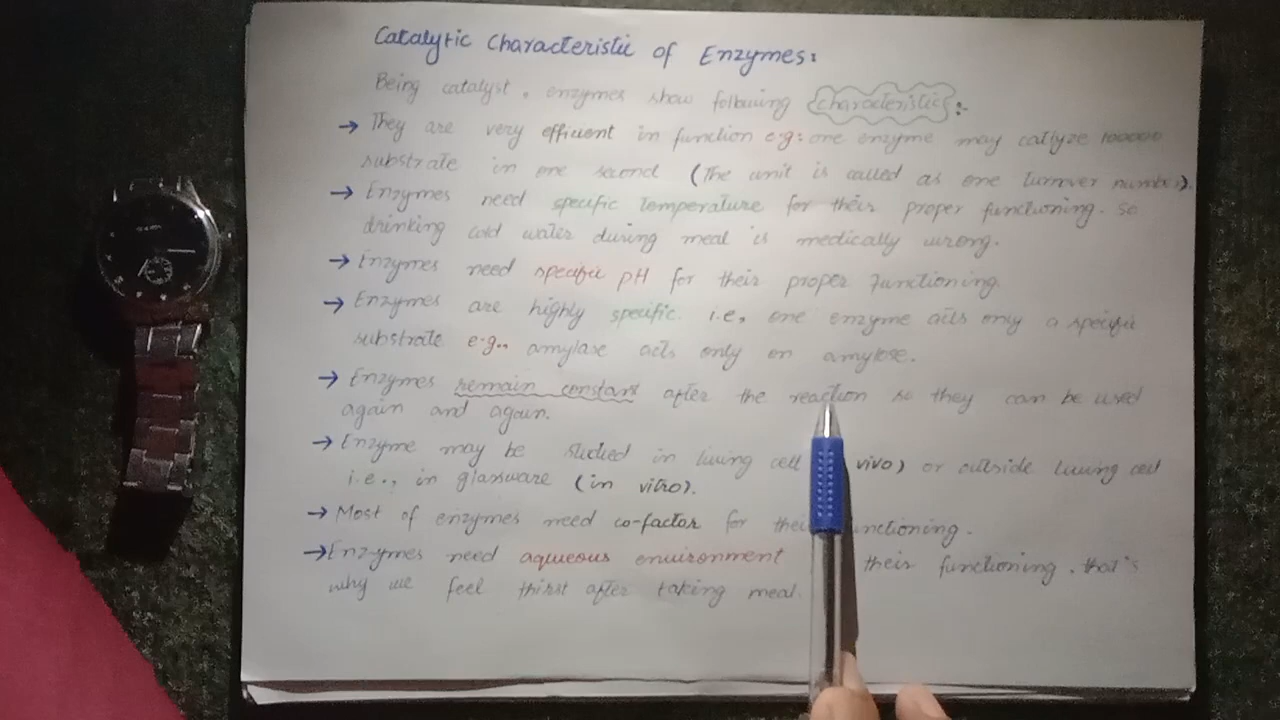 Catalytic Characteristic of Enzymes:
Being catalyst, enzymes show following characteristics:-
→ They are very efficient in function e.g: one enzyme may catlyze 100000
substrate in one second (The unit is called as one turnover number).
→ Enzymes need specific temperature for their proper functioning. so
drinking cold water during meal is medically wrong.
→ Enzymes need specific pH for their proper functioning.
→ Enzymes are highly specific. i.e, one enzyme acts only a specific
substrate e.g., amylase acts only on amylose.
→ Enzymes remain constant after the reaction so they can be used
again and again.
→ Enzyme may be studied in living cell vivo) or outside living cell
i.e., in glassware (in vitro).
→ Most of enzymes need co-factor for their functioning.
→ Enzymes need aqueous environment their functioning. that's
why we feel thirst after taking meal.